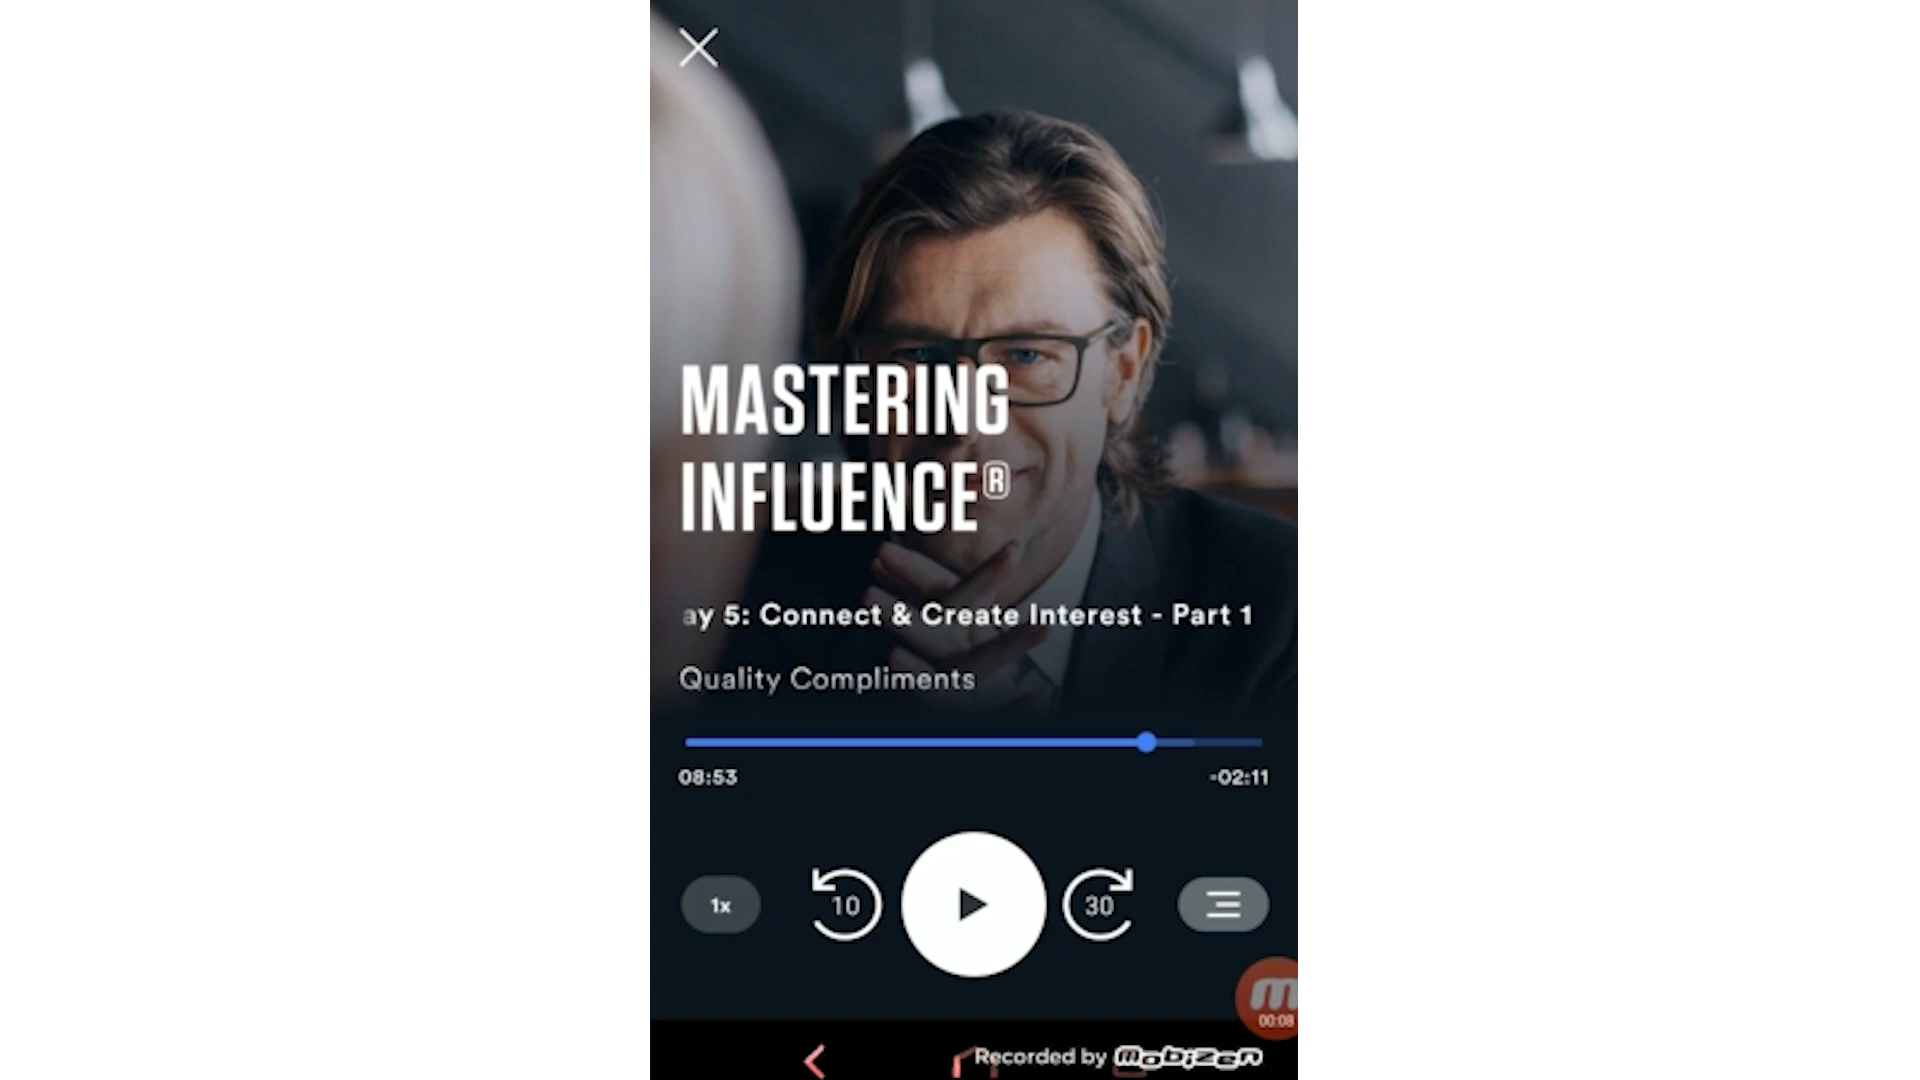 MASTERING
INFLUENCE®
ay 5: Connect & Create Interest - Part 1
Quality Compliments
08:53
-02:11
1x
10
30
m
00:08
Recorded by mobizen